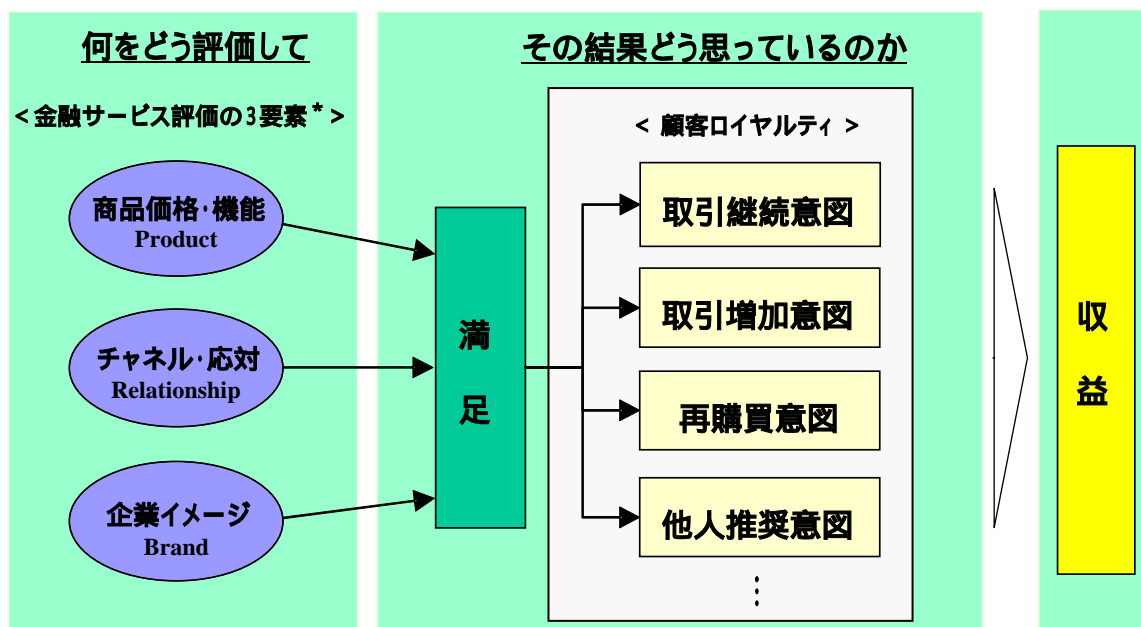 何をどう評価して
<金融サービス評価の3要素*>
商品価格・機能
Product
チャネル・応対
Relationship
企業イメージ
Brand
その結果どう思っているのか
満
足
< 顧客ロイヤルティ >
取引継続意図
取引増加意図
再購買意図
他人推奨意図
⋮
収
益